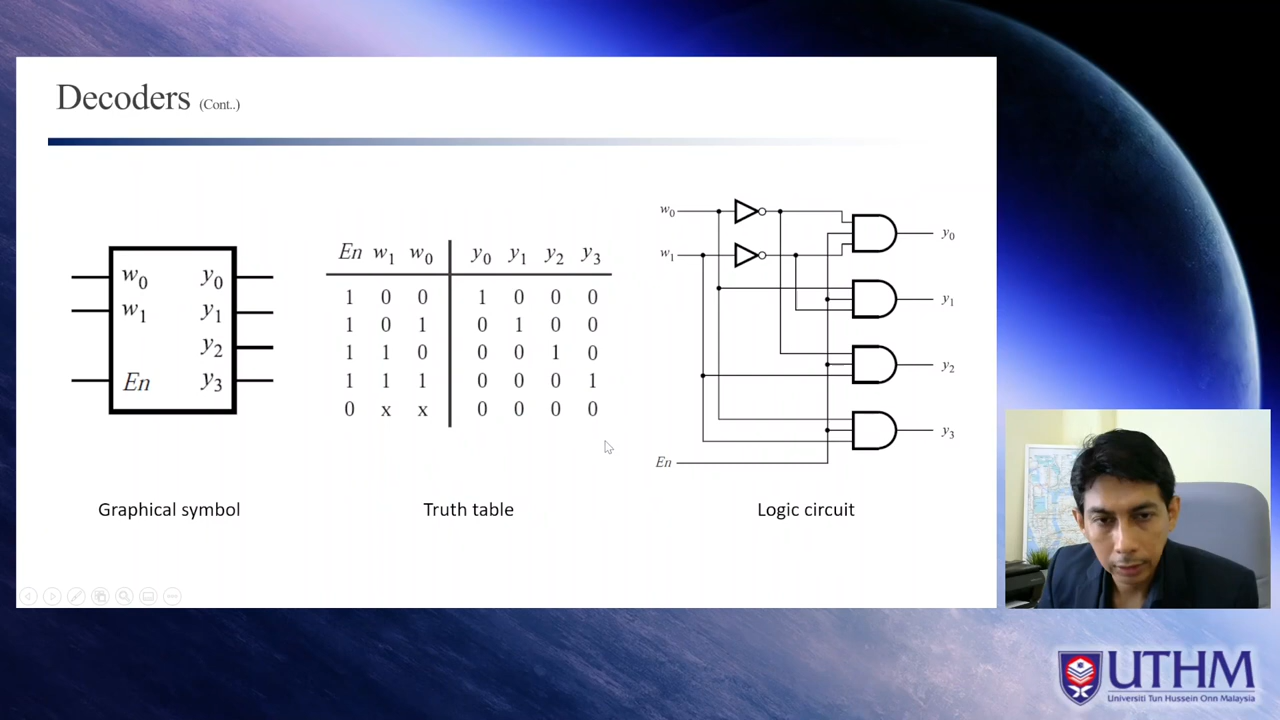 Decoders (Cont..)
w0 y0
w1 y1
y2
En y3
Graphical symbol
En w1 w0 y0 y1 y2 y3
1 0 0 1 0 0 0
1 0 1 0 1 0 0
1 1 0 0 0 1 0
1 1 1 0 0 0 1
0 x x 0 0 0 0
Truth table
w0
w1
En
y0
y1
y2
y3
Logic circuit
UTHM
Universiti Tun Hussein Onn Malaysia